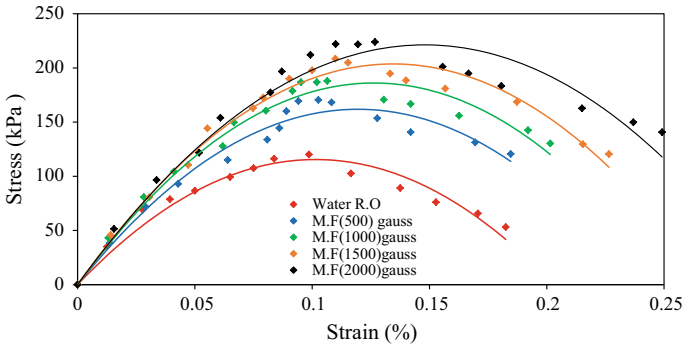 250
200
150
100
50
0
Stress (kPa )
0
0.05
0.1
0.15
0.2
0.25
Strain (%)
Water R.O
M.F(500) gauss
M.F(1000)gauss
M.F(1500)gauss
M.F(2000)gauss